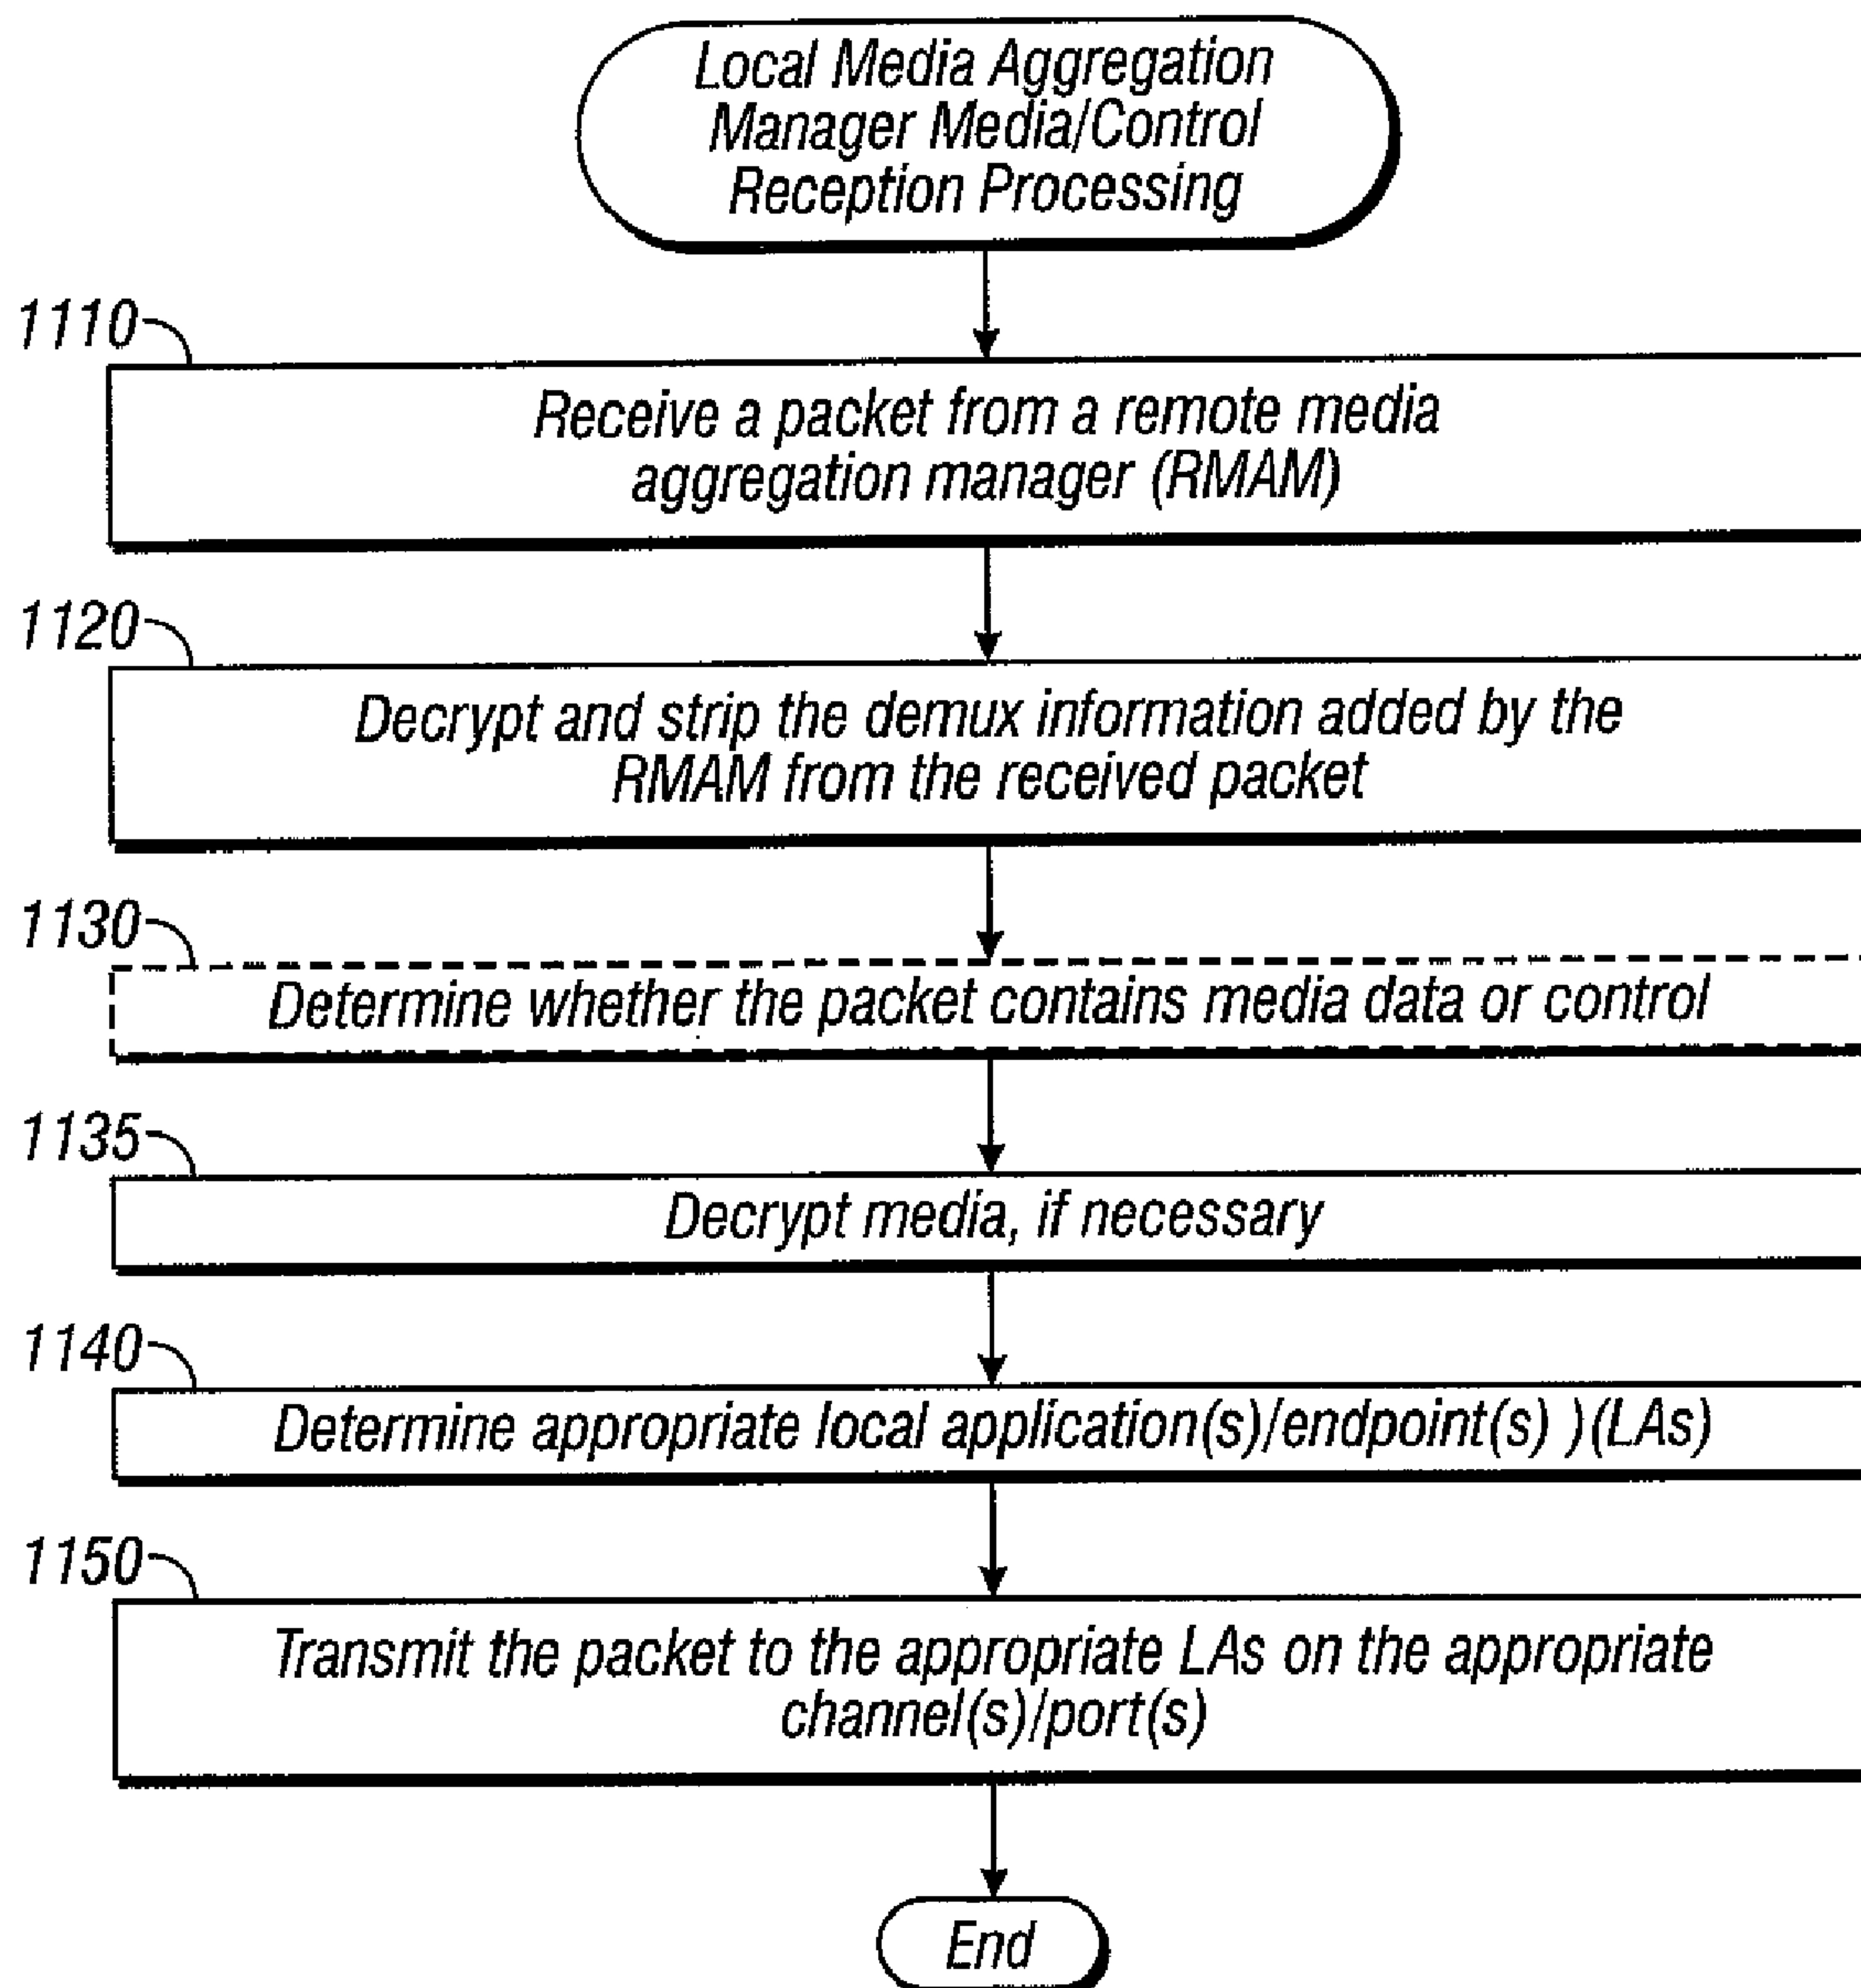 Local Media Aggregation
Manager Media/Control
Reception Processing
1110
Receive a packet from a remote media
aggregation manager (RMAM)
1120
Decrypt and strip the demux information added by the
RMAM from the received packet
1130
Determine whether the packet contains media data or control
1135
Decrypt media, if necessary
1140
Determine appropriate local application(s)/endpoint(s) )(LAs)
1150
Transmit the packet to the appropriate LAs on the appropriate
channel(s)/port(s)
End